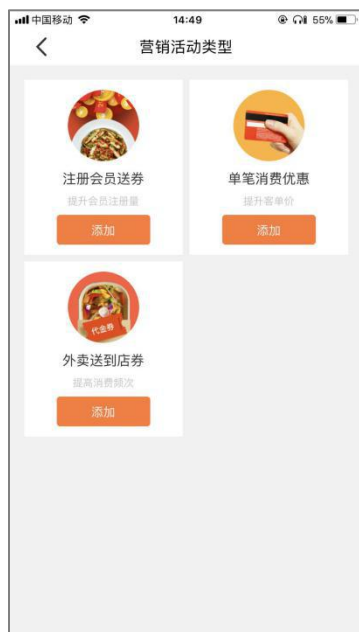 中国移动 14:49 55%
营销活动类型
注册会员送券 单笔消费优惠
提升会员注册量 提升客单价
添加 添加
代金券
外卖送到店券
提高消费频次
添加